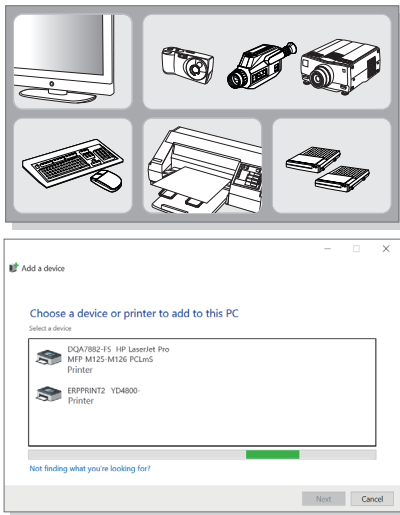 Add a device
Choose a device or printer to add to this PC
Select a device
DQA7882-F5 HP LaserJet Pro
MFP M125-M126 PCLmS
Printer
ERPPRINT2 YD4800-
Printer
Not finding what you're looking for?
Next
Cancel